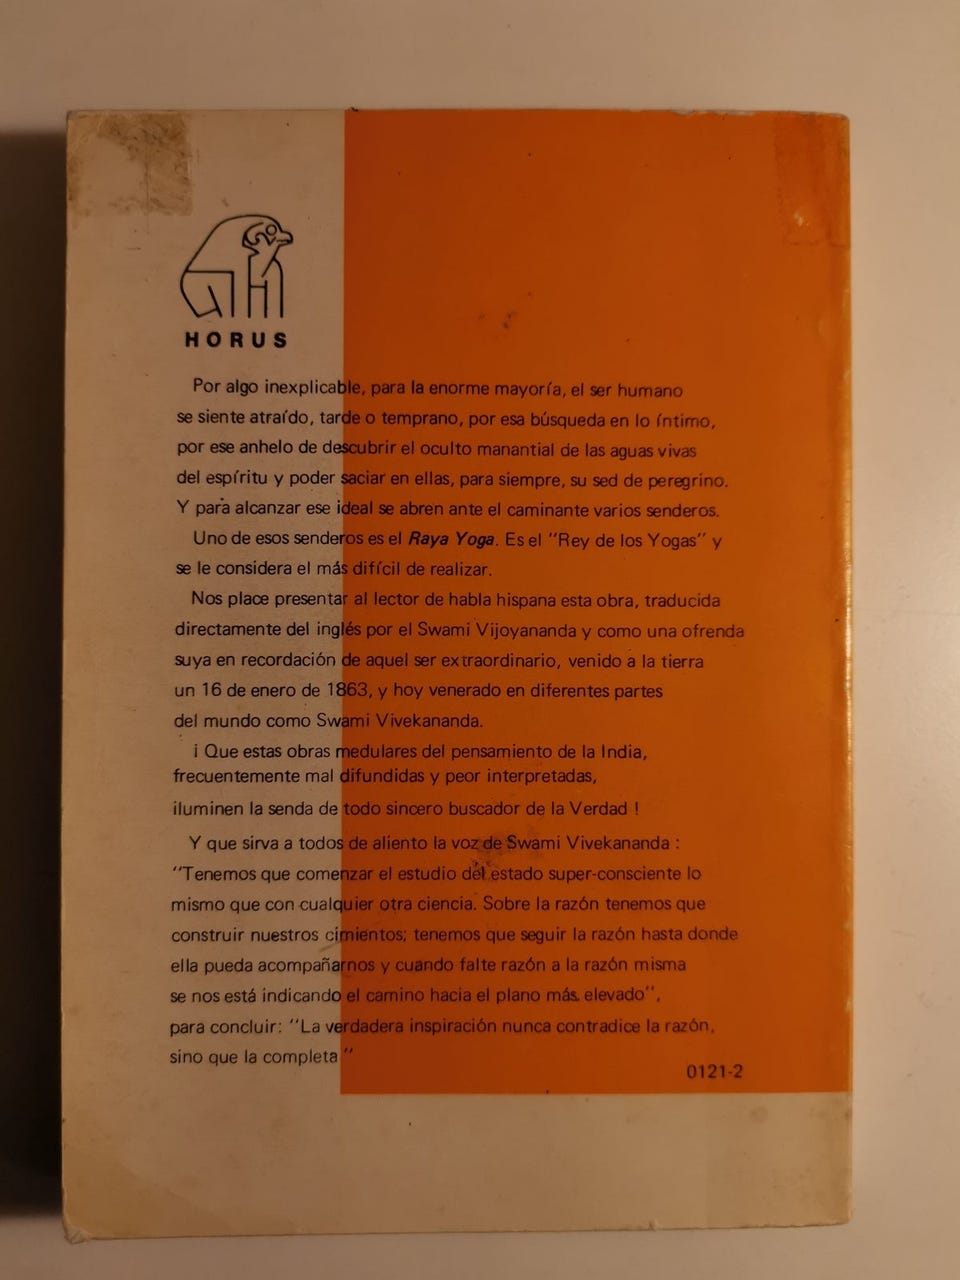 HORUS
Por algo inexplicable, para la enorme mayoría, el ser humano
se siente atraído, tarde o temprano, por esa búsqueda en lo íntimo,
por ese anhelo de descubrir el oculto manantial de las aguas vivas
del espíritu y poder saciar en ellas, para siempre, su sed de peregrino.
Y para alcanzar ese ideal se abren ante el caminante varios senderos.
Uno de esos senderos es el Raya Yoga. Es el "Rey de los Yogas" y
se le considera el más difícil de realizar.
Nos place presentar al lector de habla hispana esta obra, traducida
directamente del inglés por el Swami Vijoyananda y como una ofrenda
suya en recordación de aquel ser extraordinario, venido a la tierra
un 16 de enero de 1863, y hoy venerado en diferentes partes
del mundo como Swami Vivekananda.
¡ Que estas obras medulares del pensamiento de la India,
frecuentemente mal difundidas y peor interpretadas,
iluminen la senda de todo sincero buscador de la Verdad !
Y que sirva a todos de aliento la voz de Swami Vivekananda :
"Tenemos que comenzar el estudio del estado super-consciente lo
mismo que con cualquier otra ciencia. Sobre la razón tenemos que
construir nuestros cimientos; tenemos que seguir la razón hasta donde
ella pueda acompañarnos y cuando falte razón a la razón misma
se nos está indicando el camino hacia el plano más elevado",
para concluir: "La verdadera inspiración nunca contradice la razón,
sino que la completa"
0121-2